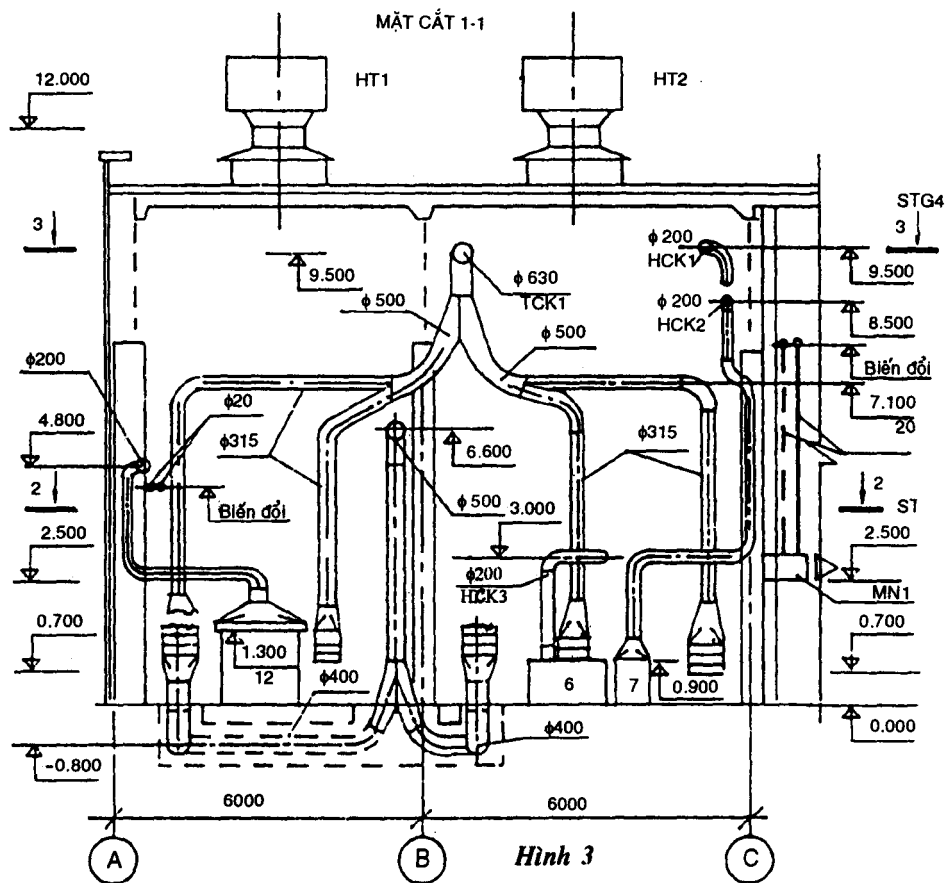 MẶT CẮT 1-1
12.000
HT1
HT2
3
STG4
3
9.500
ϕ 630
TCK1
ϕ 200
HCK1
9.500
ϕ 500
ϕ 200
HCK2
8.500
ϕ 500
Biến đổi
ϕ200
ϕ20
7.100
20
4.800
ϕ315
6.600
ϕ315
2
Biến đổi
ϕ 500
3.000
2
ST
2.500
2.500
ϕ200
HCK3
MN1
0.700
1.300
12
ϕ400
6
7
0.900
0.700
0.000
-0.800
ϕ400
6000
6000
A
B
Hình 3
C